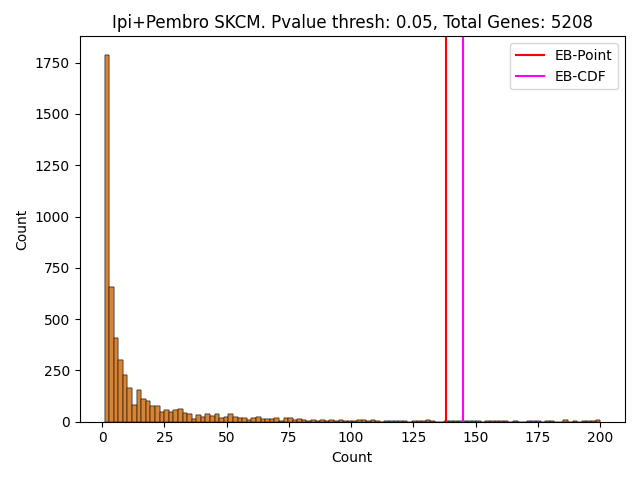 Ipi+Pembro SKCM. Pvalue thresh: 0.05, Total Genes: 5208
EB-Point
EB-CDF
1750
1500
1250
1000
750
500
250
0
Count
0 25 50 75 100 125 150 175 200
Count